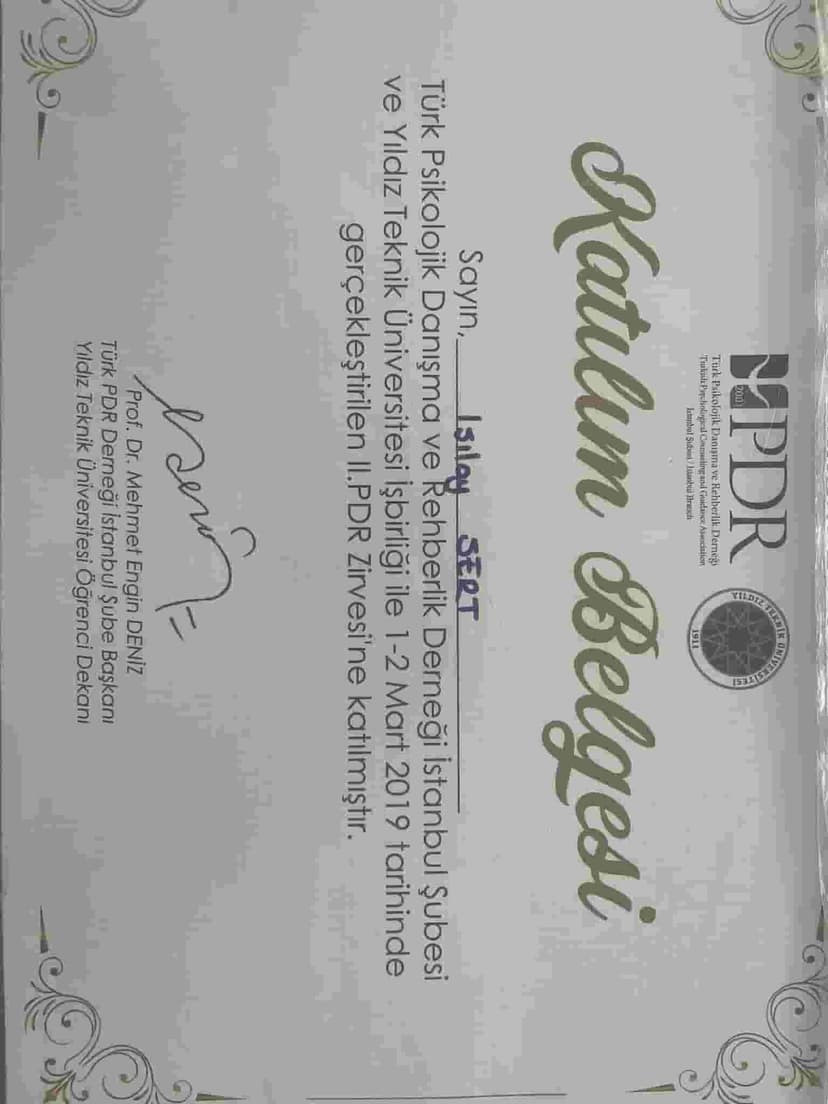 PDR
2001
Türk Psikolojik Danışma ve Rehberlik Derneği
Turkish Psychological Counseling and Guidance Association
İstanbul Şubesi / Istanbul Branch
YILDIZ TEKNİK ÜNİVERSİTESİ
1911
Katılım Belgesi
Sayın, Işılay SERT
Türk Psikolojik Danışma ve Rehberlik Derneği İstanbul Şubesi
ve Yıldız Teknik Üniversitesi İşbirliği ile 1-2 Mart 2019 tarihinde
gerçekleştirilen II.PDR Zirvesi'ne katılmıştır.
Prof. Dr. Mehmet Engin DENİZ
Türk PDR Derneği İstanbul Şube Başkanı
Yıldız Teknik Üniversitesi Öğrenci Dekanı